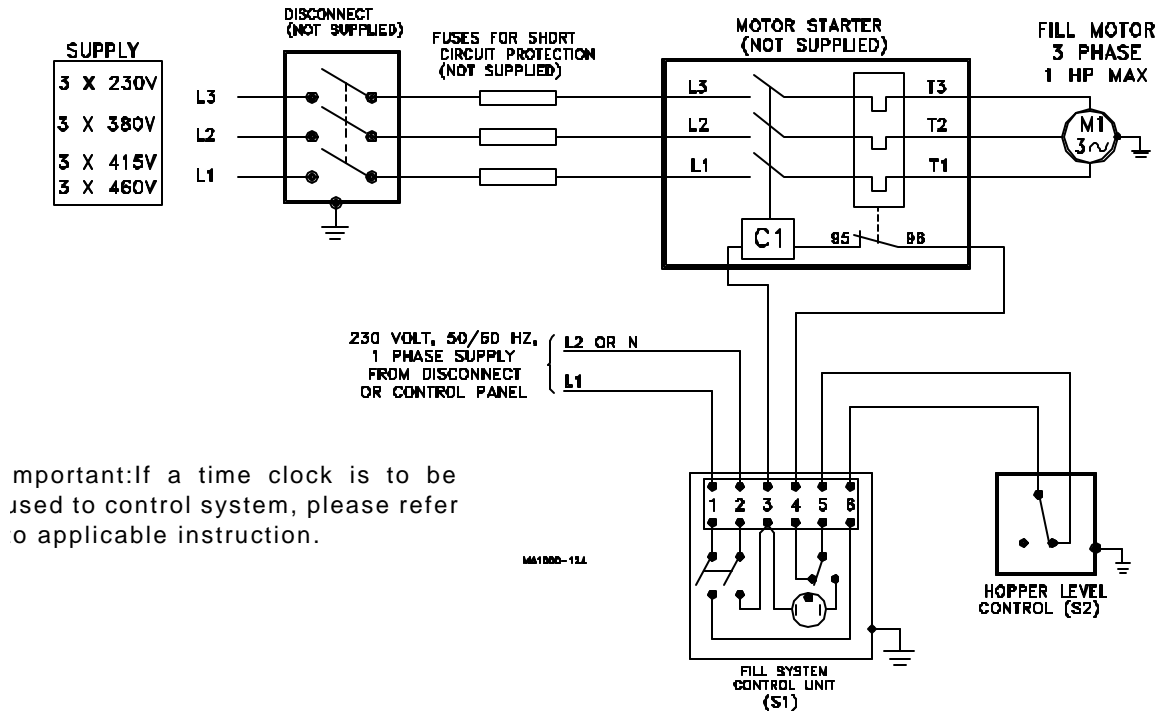 DISCONNECT
(NOT SUPPLIED)
FUSES FOR SHORT
CIRCUIT PROTECTION
(NOT SUPPLIED)
MOTOR STARTER
(NOT SUPPLIED)
FILL MOTOR
3 PHASE
1 HP MAX
SUPPLY
3 X 230V
3 X 380V
3 X 415V
3 X 460V
L3
L2
L1
L3
L2
L1
T3
T2
T1
M1
3~
C1
95
96
230 VOLT, 50/60 HZ,
1 PHASE SUPPLY
FROM DISCONNECT
OR CONTROL PANEL
L2 OR N
L1
mportant:If a time clock is to be
used to control system, please refer
to applicable instruction.
1 2 3 4 5 6
HOPPER LEVEL
CONTROL (S2)
FILL SYSTEM
CONTROL UNIT
(S1)